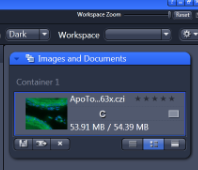 Workspace Zoom Reset
Dark Workspace
Images and Documents
Container 1
ApoTo...63x.czi
C
53.91 MB / 54.39 MB